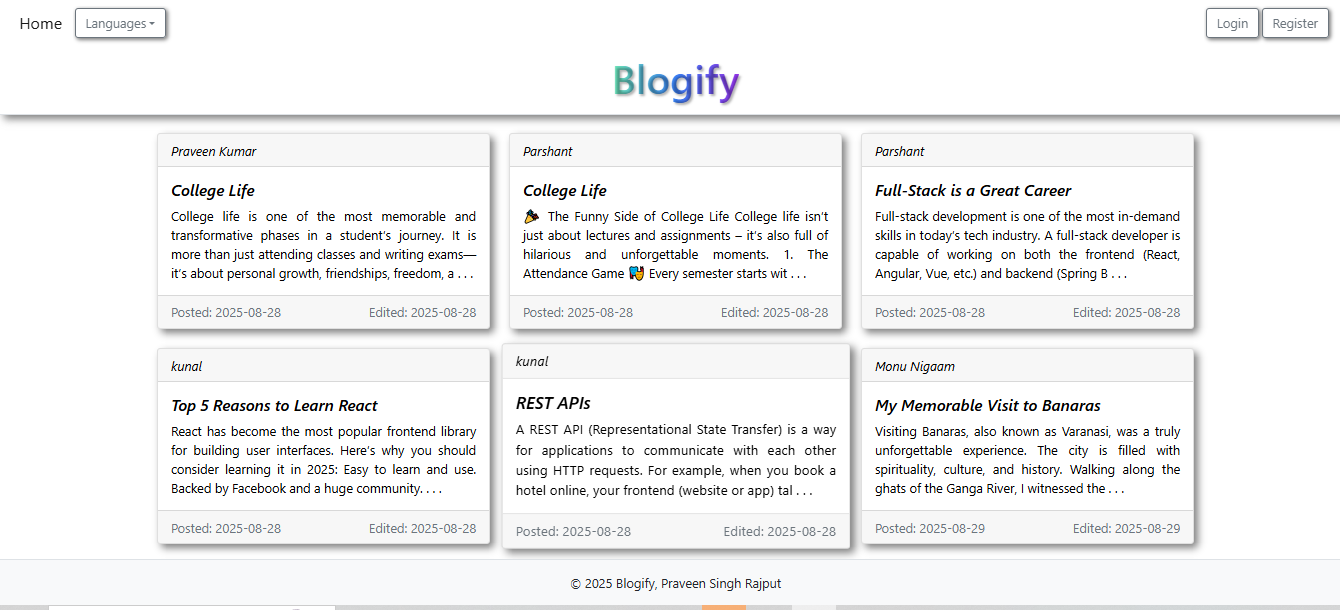 Home Languages Login Register
Blogify
Praveen Kumar
College Life
College life is one of the most memorable and
transformative phases in a student's journey. It is
more than just attending classes and writing exams—
it's about personal growth, friendships, freedom, a . . .
Posted: 2025-08-28 Edited: 2025-08-28
Parshant
College Life
🎉 The Funny Side of College Life College life isn't
just about lectures and assignments – it's also full of
hilarious and unforgettable moments. 1. The
Attendance Game 🎭 Every semester starts wit . . .
Posted: 2025-08-28 Edited: 2025-08-28
Parshant
Full-Stack is a Great Career
Full-stack development is one of the most in-demand
skills in today's tech industry. A full-stack developer is
capable of working on both the frontend (React,
Angular, Vue, etc.) and backend (Spring B . . .
Posted: 2025-08-28 Edited: 2025-08-28
kunal
Top 5 Reasons to Learn React
React has become the most popular frontend library
for building user interfaces. Here's why you should
consider learning it in 2025: Easy to learn and use.
Backed by Facebook and a huge community. . . .
Posted: 2025-08-28 Edited: 2025-08-28
kunal
REST APIs
A REST API (Representational State Transfer) is a way
for applications to communicate with each other
using HTTP requests. For example, when you book a
hotel online, your frontend (website or app) tal . . .
Posted: 2025-08-28 Edited: 2025-08-28
Monu Nigaam
My Memorable Visit to Banaras
Visiting Banaras, also known as Varanasi, was a truly
unforgettable experience. The city is filled with
spirituality, culture, and history. Walking along the
ghats of the Ganga River, I witnessed the . . .
Posted: 2025-08-29 Edited: 2025-08-29
© 2025 Blogify, Praveen Singh Rajput